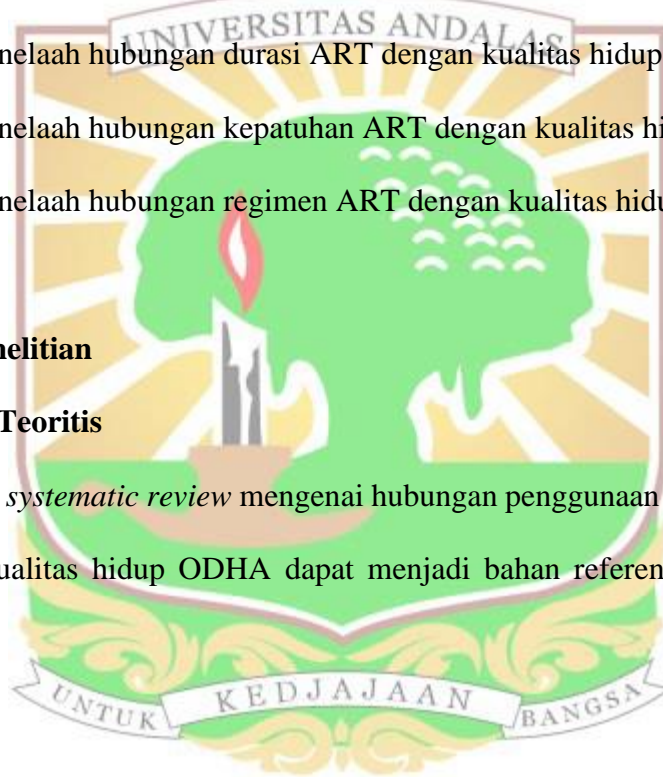 UNIVERSITAS ANDALAS
nelaah hubungan durasi ART dengan kualitas hidup
nelaah hubungan kepatuhan ART dengan kualitas hi
nelaah hubungan regimen ART dengan kualitas hidu
nelitian
Teoritis
systematic review mengenai hubungan penggunaan
ualitas hidup ODHA dapat menjadi bahan referen
UNTUK KEDJAJAAN BANGSA